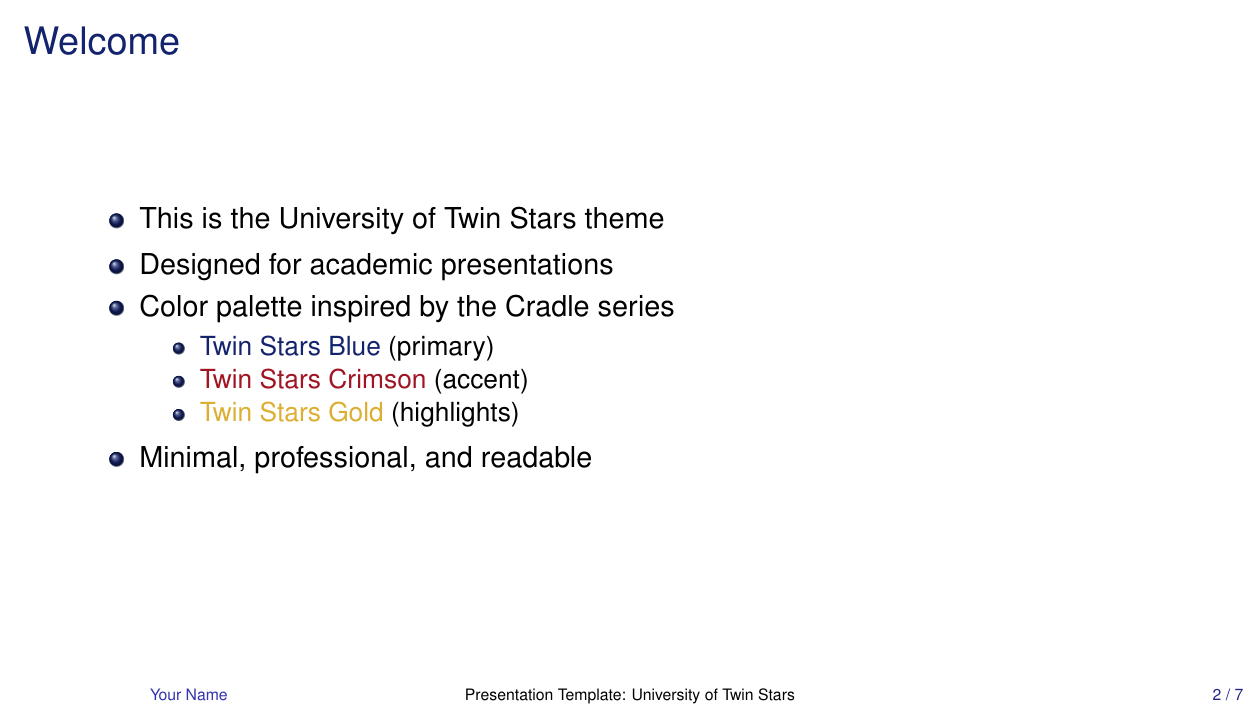 Welcome
This is the University of Twin Stars theme
Designed for academic presentations
Color palette inspired by the Cradle series
Twin Stars Blue (primary)
Twin Stars Crimson (accent)
Twin Stars Gold (highlights)
Minimal, professional, and readable
Your Name
Presentation Template: University of Twin Stars
2 / 7